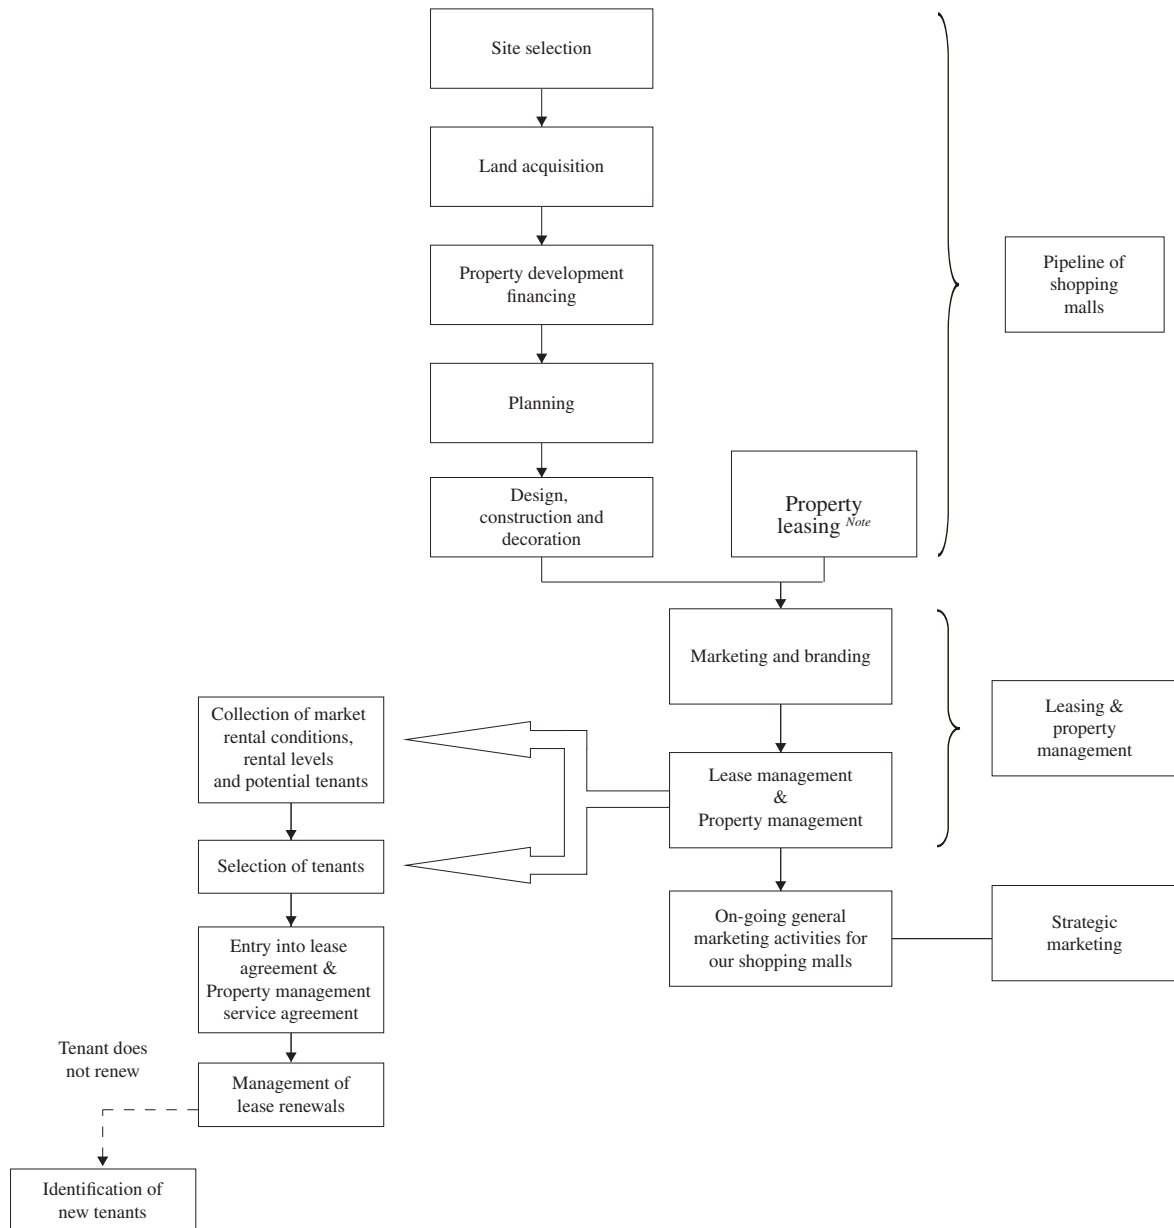 Site selection
Land acquisition
Property development
financing
Pipeline of
shopping
malls
Planning
Design,
construction and
decoration
Property
leasing Note
Marketing and branding
Leasing &
property
management
Collection of market
rental conditions,
rental levels
and potential tenants
Lease management
&
Property management
Selection of tenants
On-going general
marketing activities for
our shopping malls
Strategic
marketing
Entry into lease
agreement &
Property management
service agreement
Tenant does
not renew
Management of
lease renewals
Identification of
new tenants